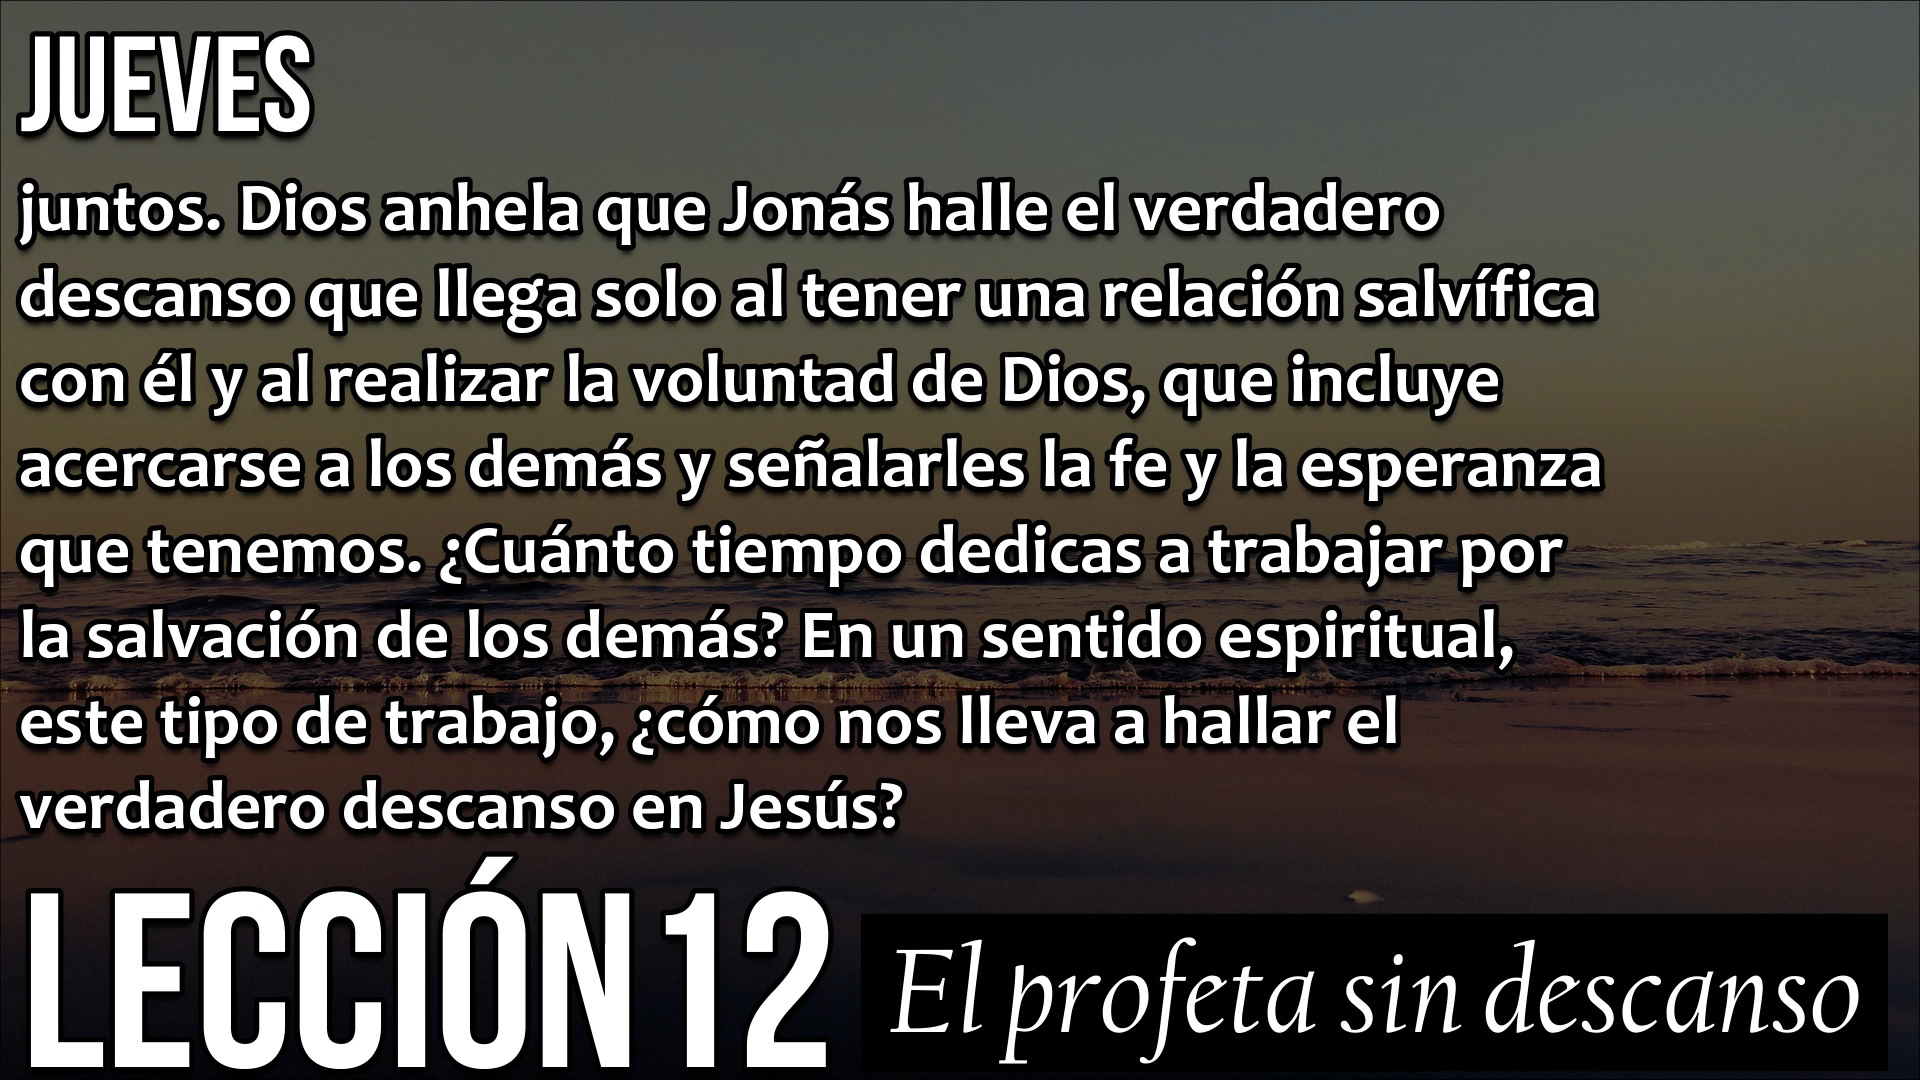 JUEVES
juntos. Dios anhela que Jonás halle el verdadero
descanso que llega solo al tener una relación salvífica
con él y al realizar la voluntad de Dios, que incluye
acercarse a los demás y señalarles la fe y la esperanza
que tenemos. ¿Cuánto tiempo dedicas a trabajar por
la salvación de los demás? En un sentido espiritual,
este tipo de trabajo, ¿cómo nos lleva a hallar el
verdadero descanso en Jesús?
LECCIÓN 12 El profeta sin descanso